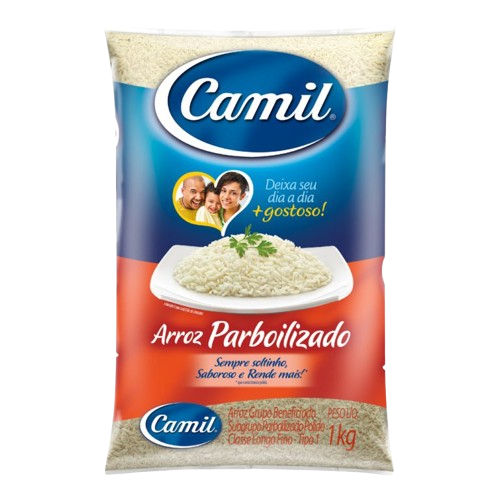 Camil®
Deixa seu
dia a dia
+gostoso!
Arroz Parboilizado
Sempre soltinho,
Saboroso e Rende mais!*
Camil
Arroz Grupo Beneficiado
Subgrupo Parboilizado Polido
Classe Longo Fino - Tipo 1
PESO LÍQ.
1kg